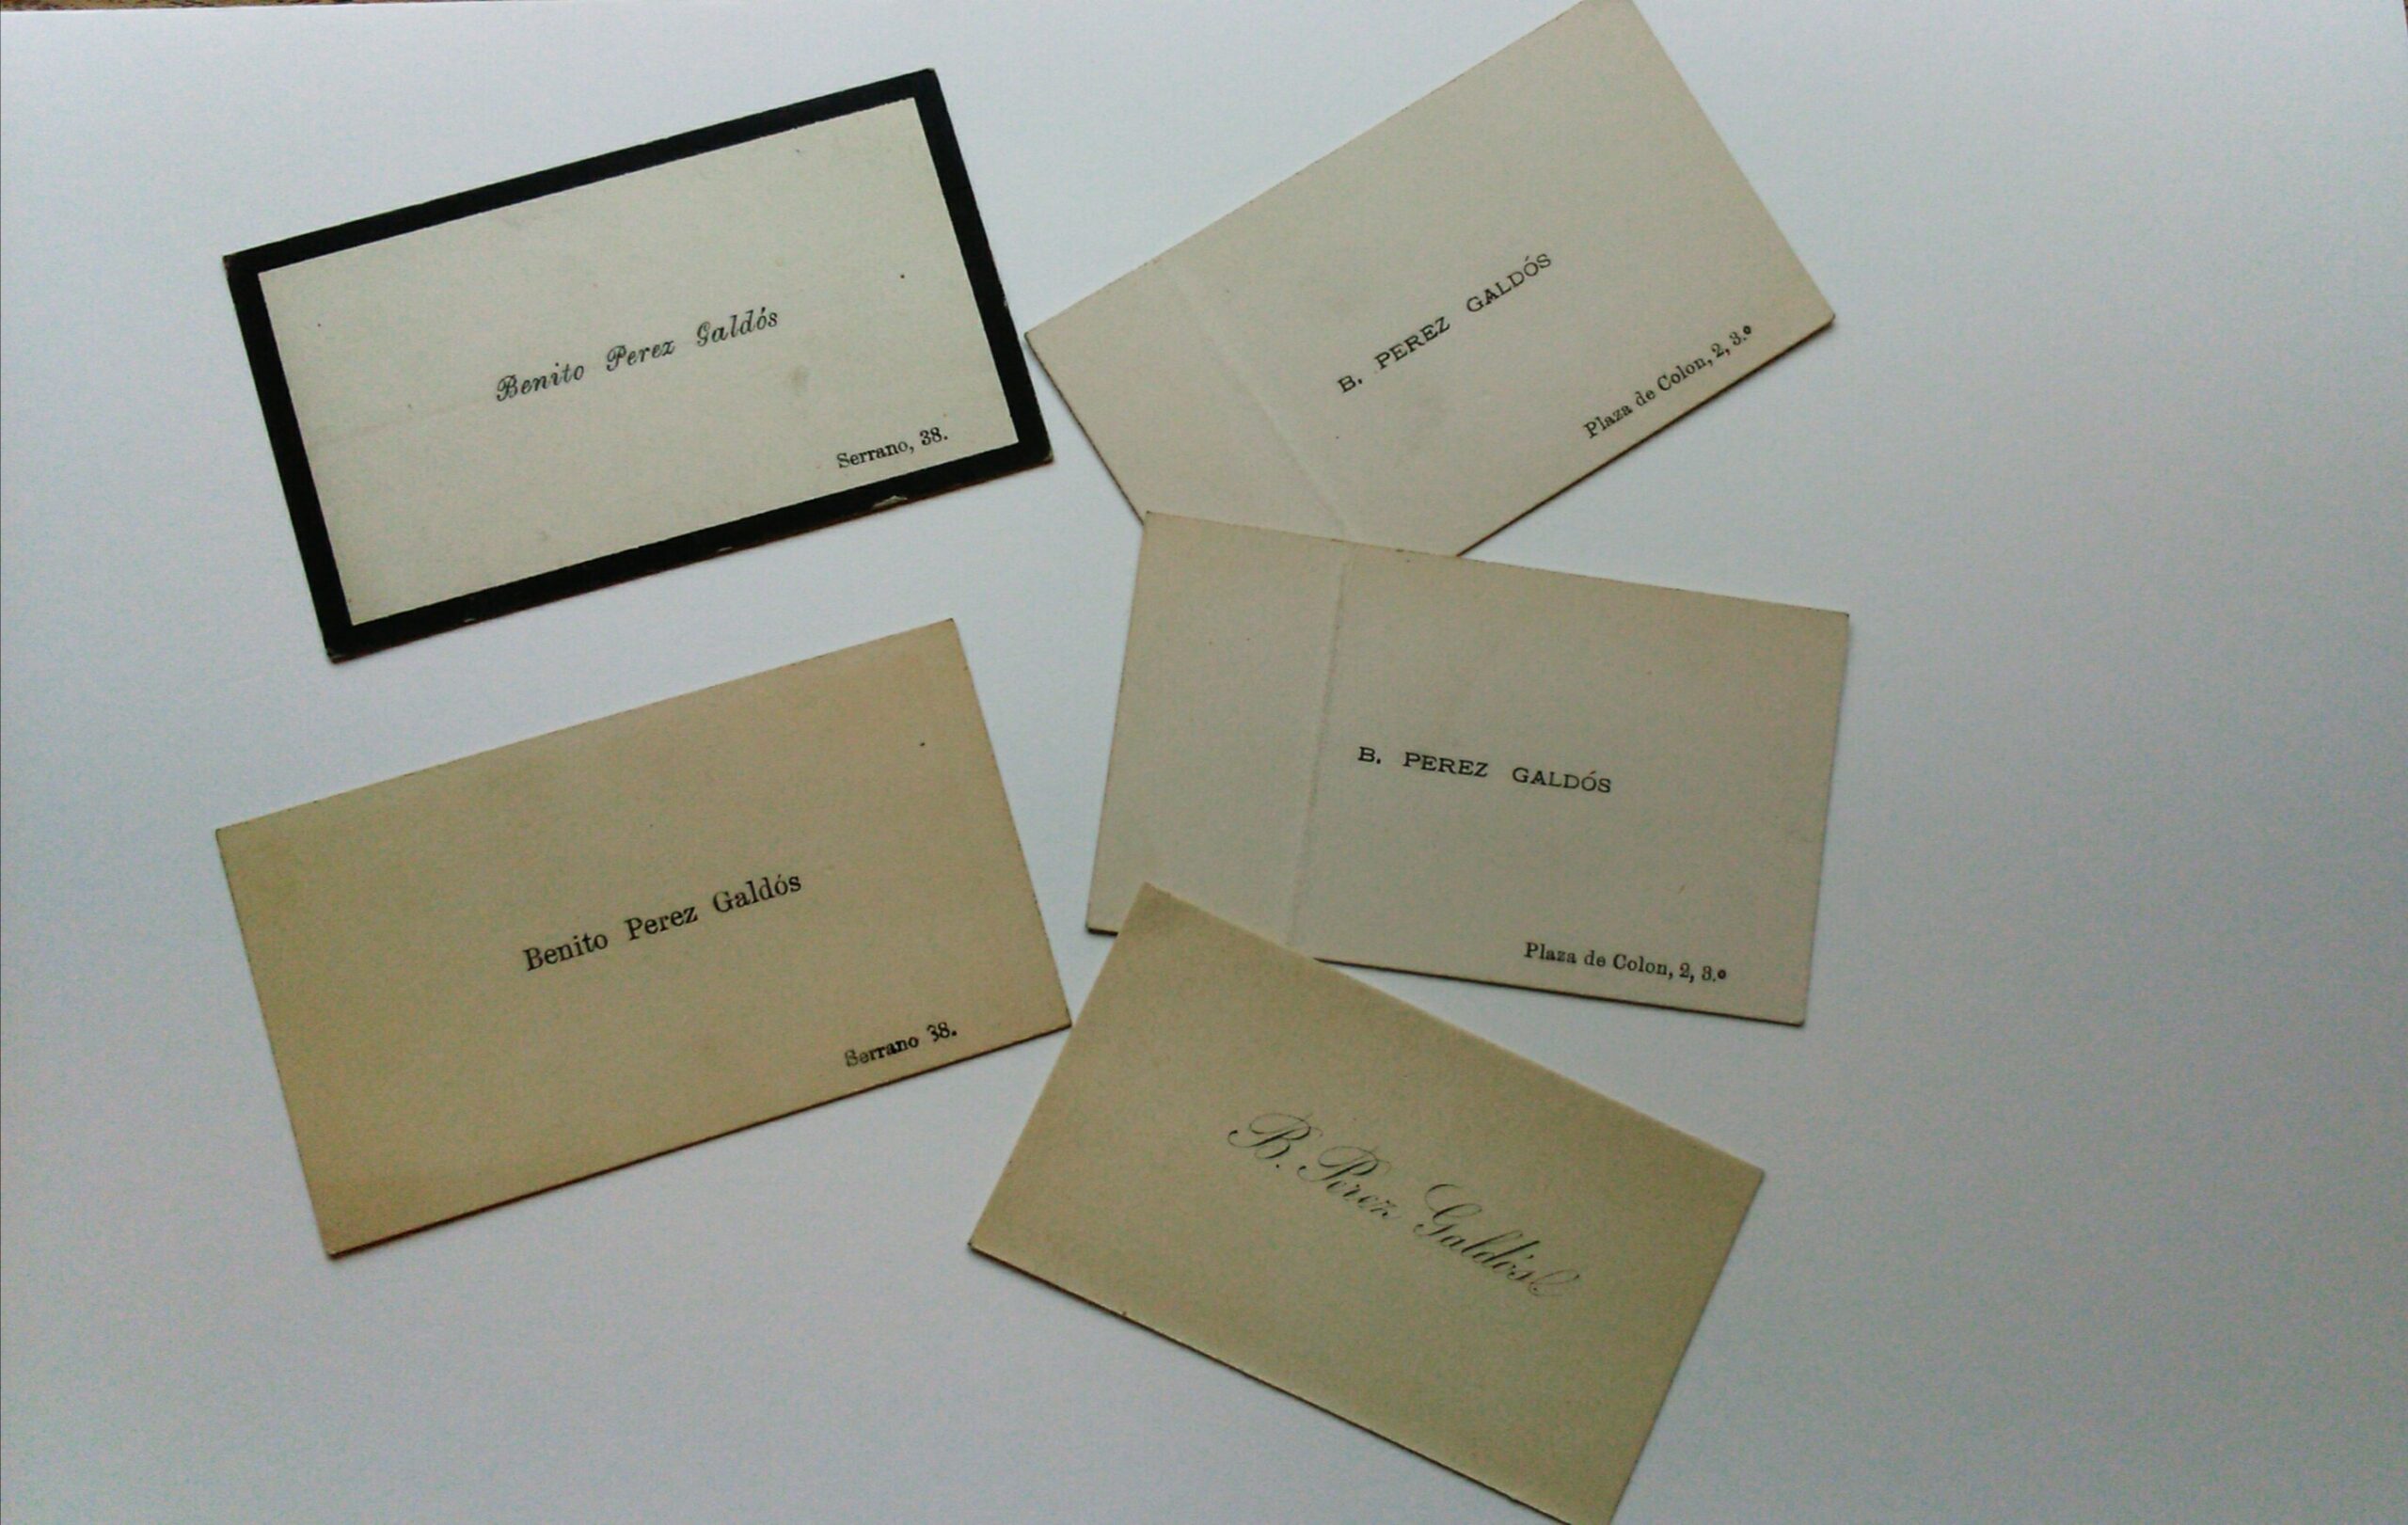 Benito Perez Galdós
Serrano, 38.
B. PEREZ GALDÓS
Plaza de Colon, 2, 3.º
Benito Perez Galdós
Serrano 38.
B. PEREZ GALDÓS
Plaza de Colon, 2, 3.º
B. Perez Galdós